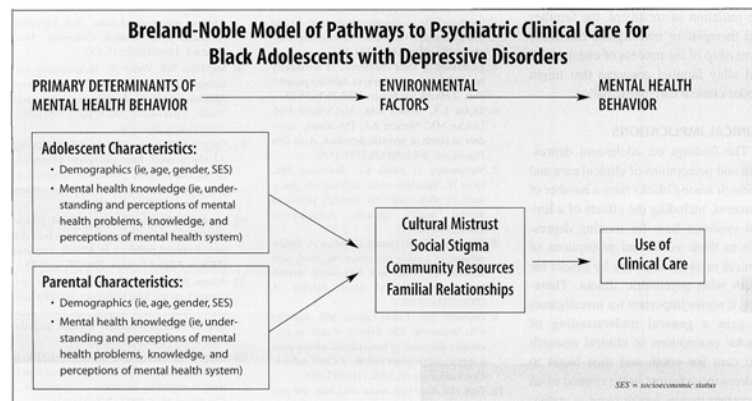 Breland-Noble Model of Pathways to Psychiatric Clinical Care for
Black Adolescents with Depressive Disorders
PRIMARY DETERMINANTS OF
MENTAL HEALTH BEHAVIOR
ENVIRONMENTAL
FACTORS
MENTAL HEALTH
BEHAVIOR
Adolescent Characteristics:
• Demographics (ie, age, gender, SES)
• Mental health knowledge (ie, under-
standing and perceptions of mental
health problems, knowledge, and
perceptions of mental health system)
Parental Characteristics:
• Demographics (ie, age, gender, SES)
• Mental health knowledge (ie, under-
standing and perceptions of mental
health problems, knowledge, and
perceptions of mental health system)
Cultural Mistrust
Social Stigma
Community Resources
Familial Relationships
Use of
Clinical Care
SES = socioeconomic status